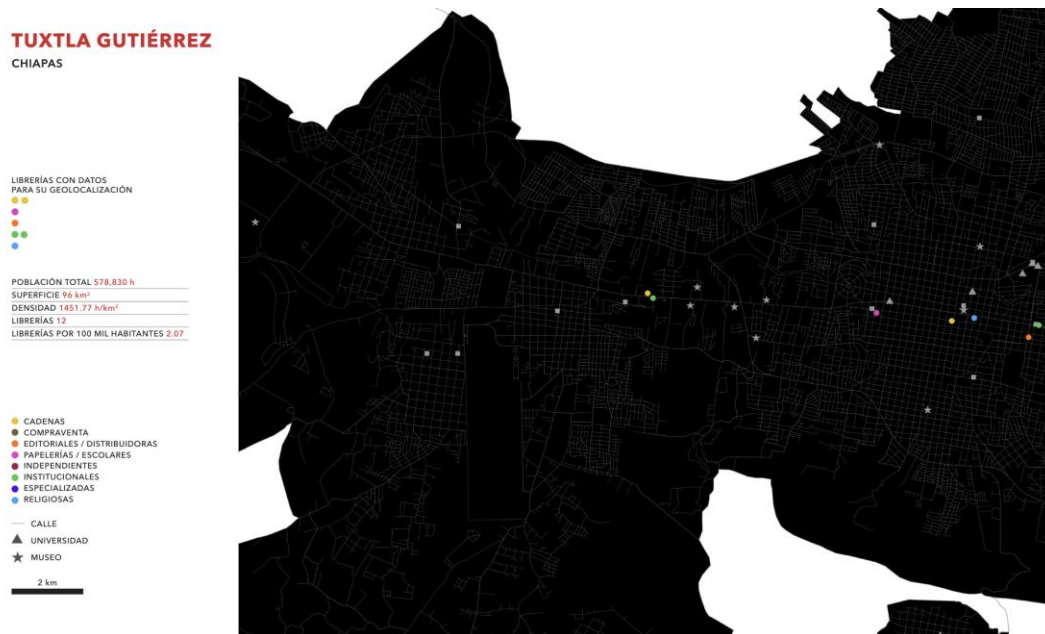 TUXTLA GUTIÉRREZ
CHIAPAS
LIBRERÍAS CON DATOS
PARA SU GEOLOCALIZACIÓN
POBLACIÓN TOTAL 578,830 h
SUPERFICIE 96 km²
DENSIDAD 1451.77 h/km²
LIBRERÍAS 12
LIBRERÍAS POR 100 MIL HABITANTES 2.07
CADENAS
COMPRAVENTA
EDITORIALES / DISTRIBUIDORAS
PAPELERÍAS / ESCOLARES
INDEPENDIENTES
INSTITUCIONALES
ESPECIALIZADAS
RELIGIOSAS
CALLE
UNIVERSIDAD
MUSEO
2 km